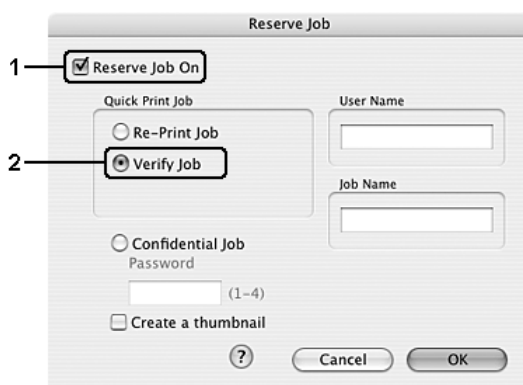 Reserve Job
1
Reserve Job On
Quick Print Job
Re-Print Job
2
Verify Job
User Name
Job Name
Confidential Job
Password
(1-4)
Create a thumbnail
?
Cancel
OK